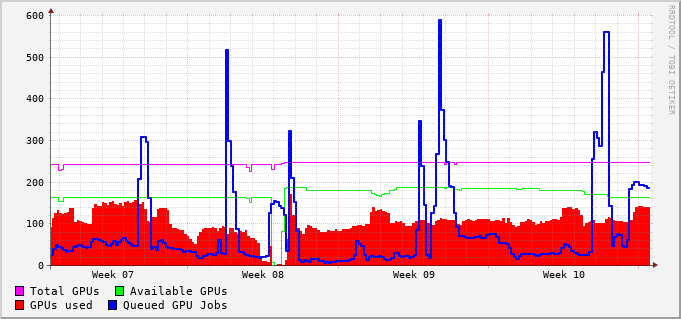 600
500
400
300
200
100
0
Week 07 Week 08 Week 09 Week 10
Total GPUs Available GPUs
GPUs used Queued GPU Jobs
RRDTOOL / TOBI OETIKER